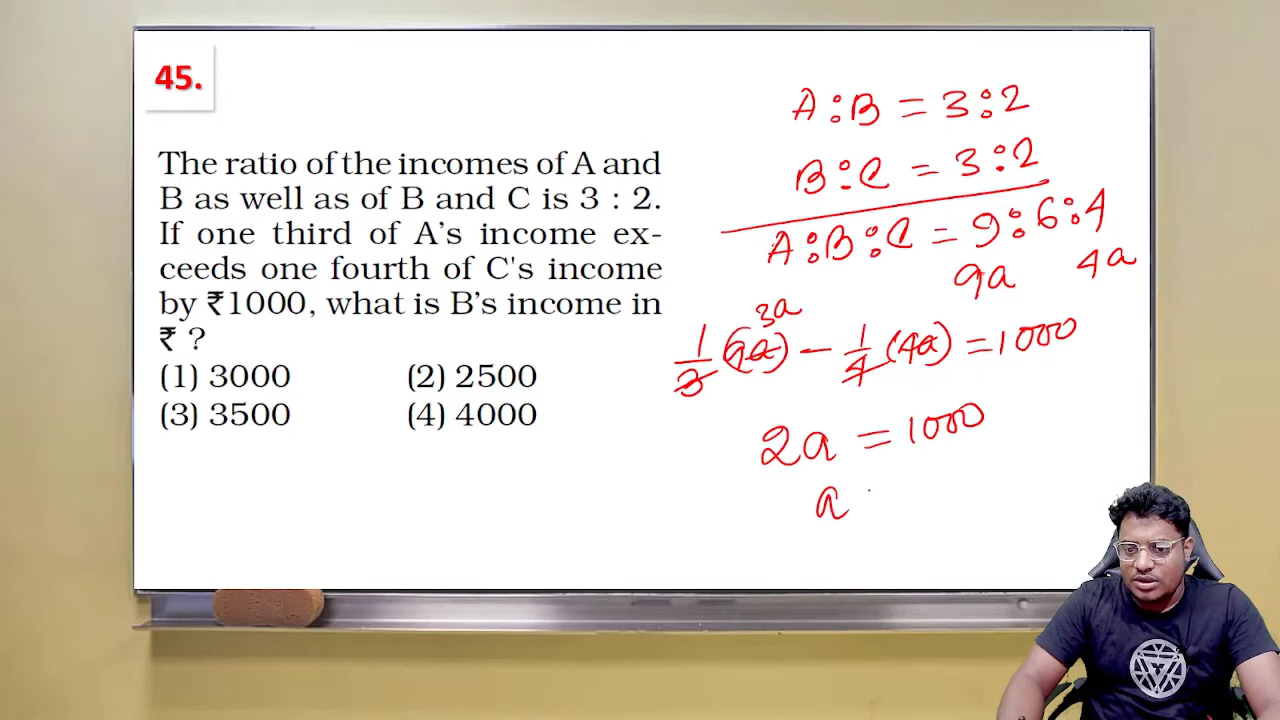 45.
The ratio of the incomes of A and
B as well as of B and C is 3 : 2.
If one third of A's income ex-
ceeds one fourth of C's income
by ₹1000, what is B's income in
₹ ?
(1) 3000 (2) 2500
(3) 3500 (4) 4000
A : B = 3 : 2
B : C = 3 : 2
A : B : C = 9 : 6 : 4
9a 4a
3a
1/3 (9a) - 1/4 (4a) = 1000
2a = 1000
a